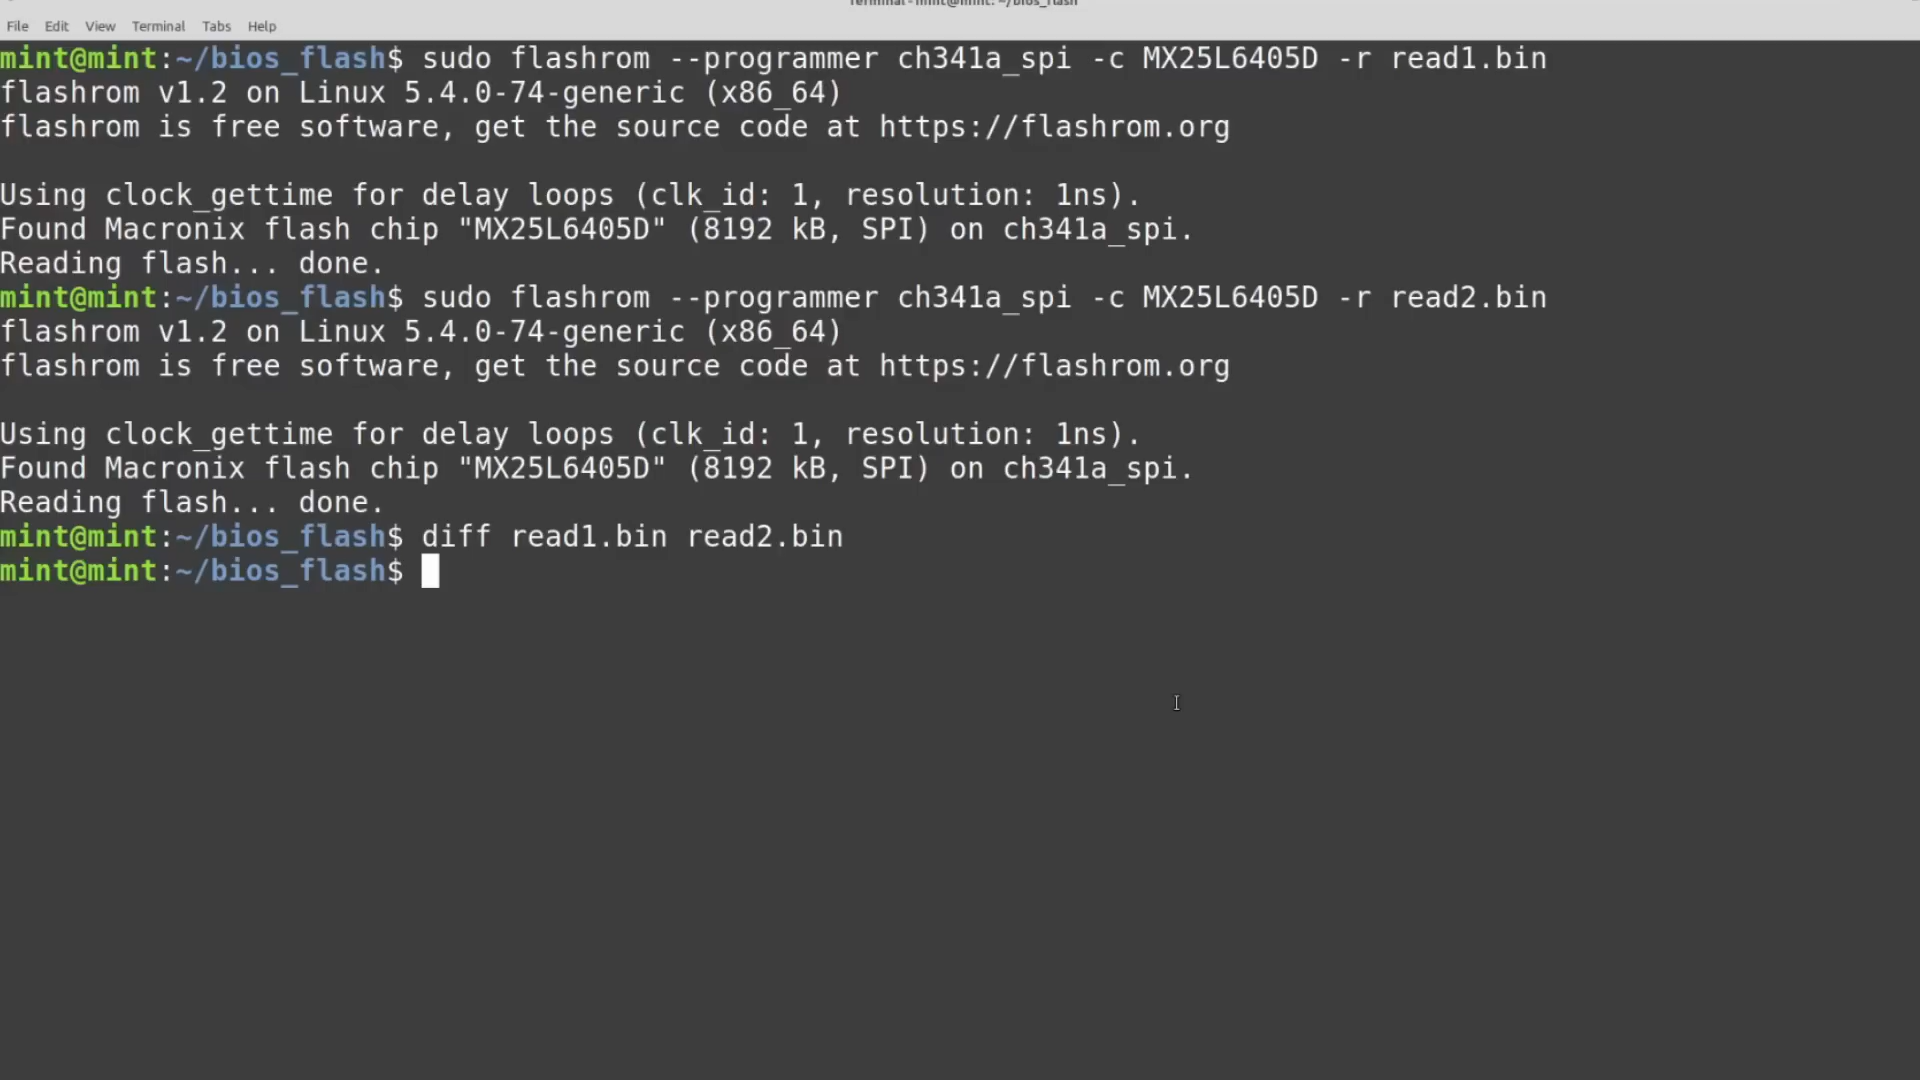 Terminal - mint@mint: ~/bios_flash
File Edit View Terminal Tabs Help
mint@mint:~/bios_flash$ sudo flashrom --programmer ch341a_spi -c MX25L6405D -r read1.bin
flashrom v1.2 on Linux 5.4.0-74-generic (x86_64)
flashrom is free software, get the source code at https://flashrom.org
Using clock_gettime for delay loops (clk_id: 1, resolution: 1ns).
Found Macronix flash chip "MX25L6405D" (8192 kB, SPI) on ch341a_spi.
Reading flash... done.
mint@mint:~/bios_flash$ sudo flashrom --programmer ch341a_spi -c MX25L6405D -r read2.bin
flashrom v1.2 on Linux 5.4.0-74-generic (x86_64)
flashrom is free software, get the source code at https://flashrom.org
Using clock_gettime for delay loops (clk_id: 1, resolution: 1ns).
Found Macronix flash chip "MX25L6405D" (8192 kB, SPI) on ch341a_spi.
Reading flash... done.
mint@mint:~/bios_flash$ diff read1.bin read2.bin
mint@mint:~/bios_flash$